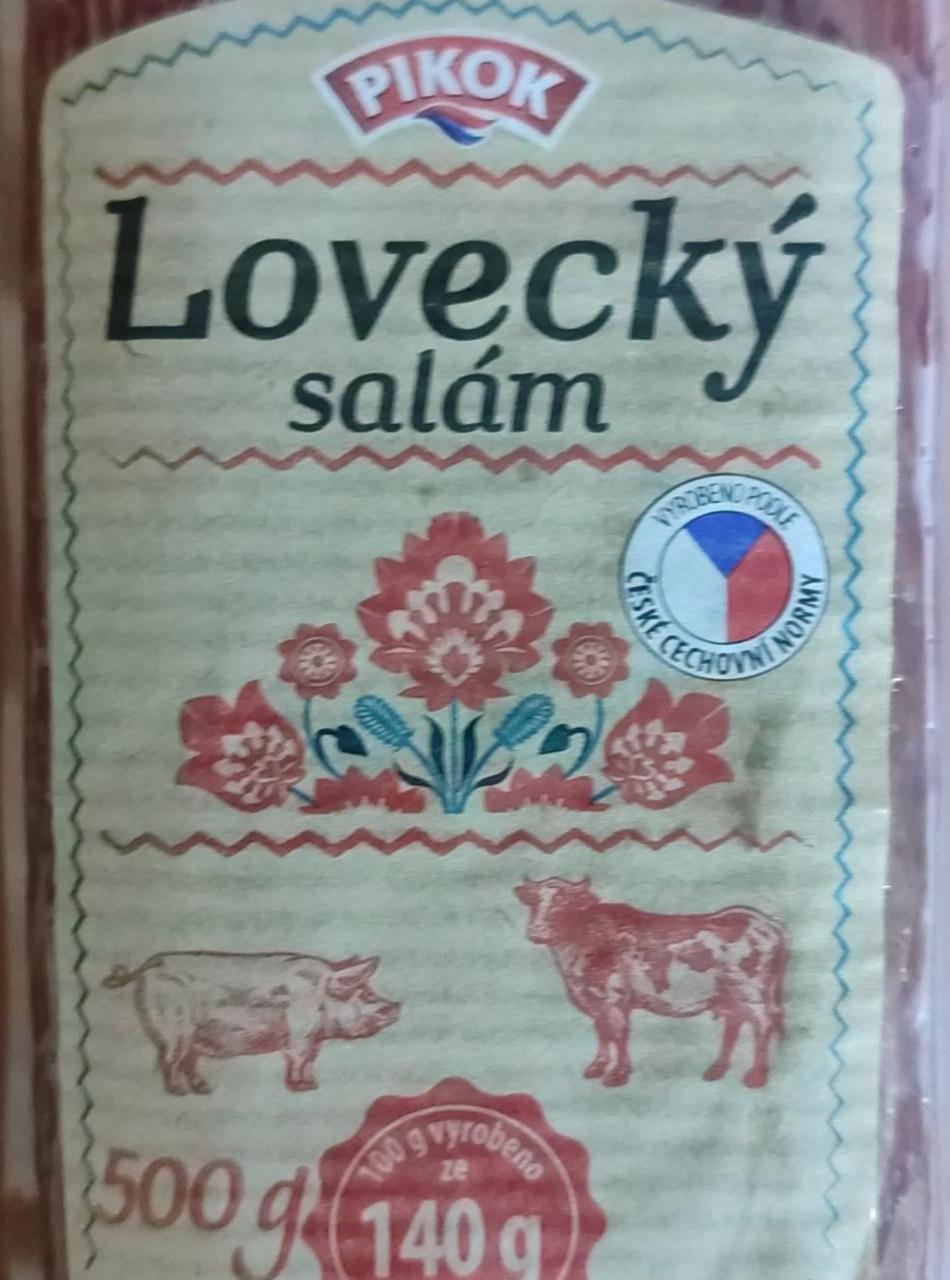 PIKOK
Lovecký
salám
VYROBENO PODLE
ČESKÉ CECHOVNÍ NORMY
500 g
100 g vyrobeno
ze
140 g